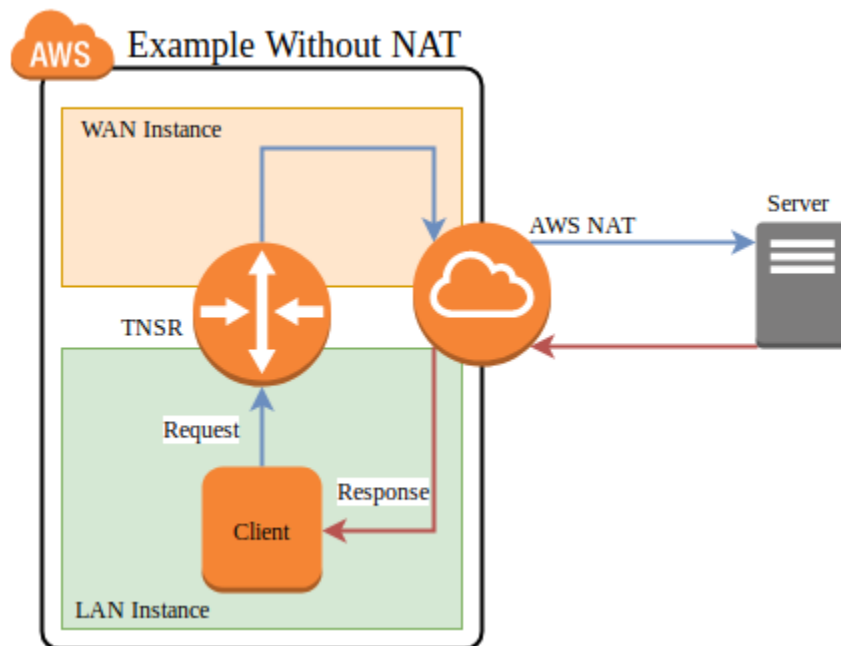 AWS
Example Without NAT
WAN Instance
AWS NAT
Server
TNSR
Request
Response
Client
LAN Instance